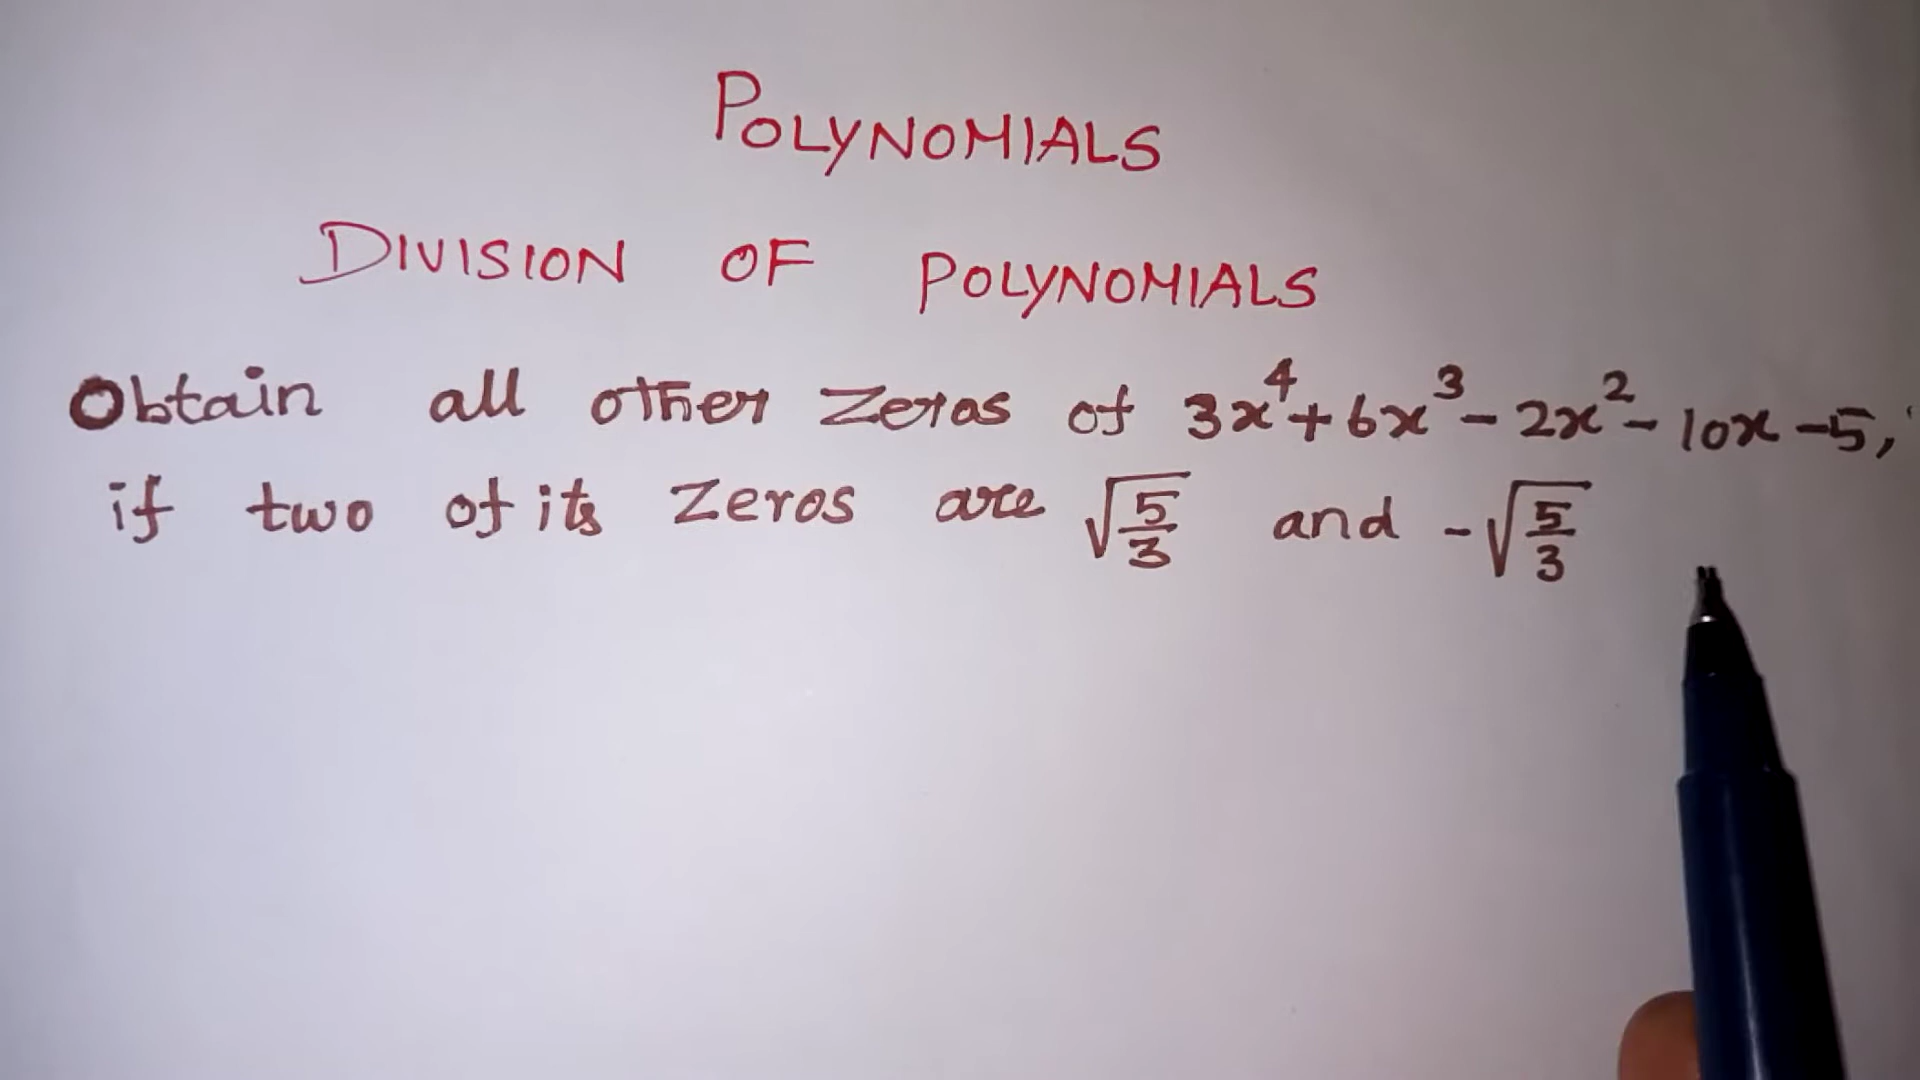 POLYNOMIALS
DIVISION OF POLYNOMIALS
Obtain all other zeros of 3x⁴+6x³-2x²-10x-5,
if two of its zeros are √5/3 and -√5/3